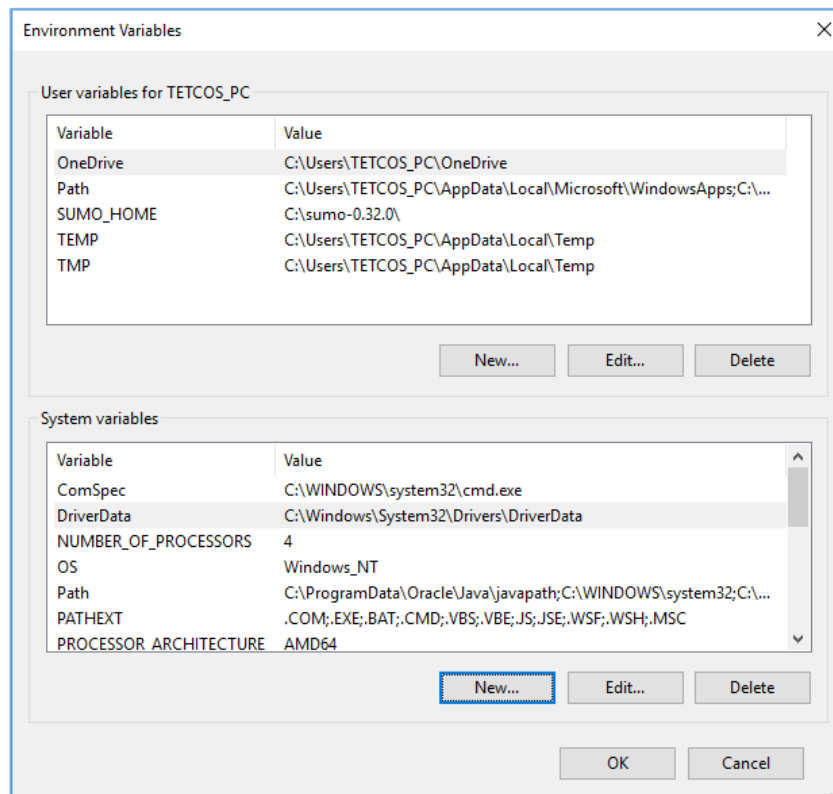 Environment Variables
User variables for TETCOS_PC
Variable Value
OneDrive C:\Users\TETCOS_PC\OneDrive
Path C:\Users\TETCOS_PC\AppData\Local\Microsoft\WindowsApps;C:\...
SUMO_HOME C:\sumo-0.32.0\
TEMP C:\Users\TETCOS_PC\AppData\Local\Temp
TMP C:\Users\TETCOS_PC\AppData\Local\Temp
New... Edit... Delete
System variables
Variable Value
ComSpec C:\WINDOWS\system32\cmd.exe
DriverData C:\Windows\System32\Drivers\DriverData
NUMBER_OF_PROCESSORS 4
OS Windows_NT
Path C:\ProgramData\Oracle\Java\javapath;C:\WINDOWS\system32;C:\...
PATHEXT .COM;.EXE;.BAT;.CMD;.VBS;.VBE;.JS;.JSE;.WSF;.WSH;.MSC
PROCESSOR_ARCHITECTURE AMD64
New... Edit... Delete
OK Cancel